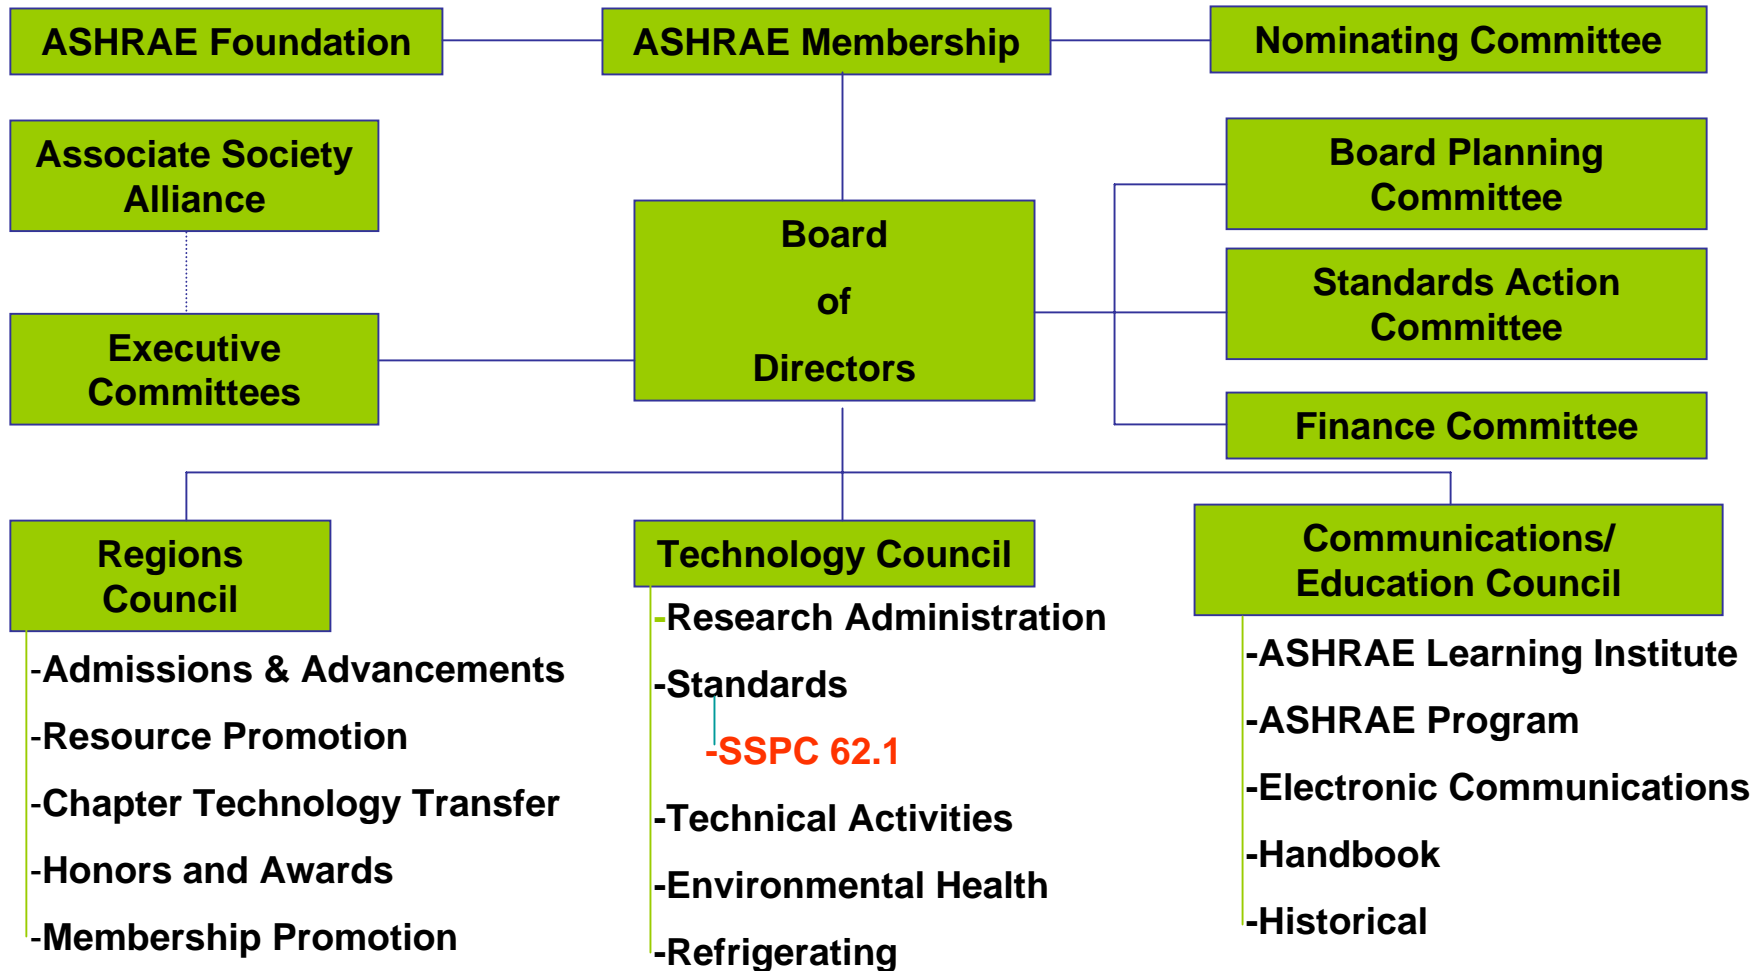 ASHRAE Foundation
ASHRAE Membership
Nominating Committee
Associate Society
Alliance
Board Planning
Committee
Board
of
Directors
Standards Action
Committee
Executive
Committees
Finance Committee
Regions
Council
-Admissions & Advancements
-Resource Promotion
-Chapter Technology Transfer
-Honors and Awards
-Membership Promotion
Technology Council
-Research Administration
-Standards
-SSPC 62.1
-Technical Activities
-Environmental Health
-Refrigerating
Communications/
Education Council
-ASHRAE Learning Institute
-ASHRAE Program
-Electronic Communications
-Handbook
-Historical